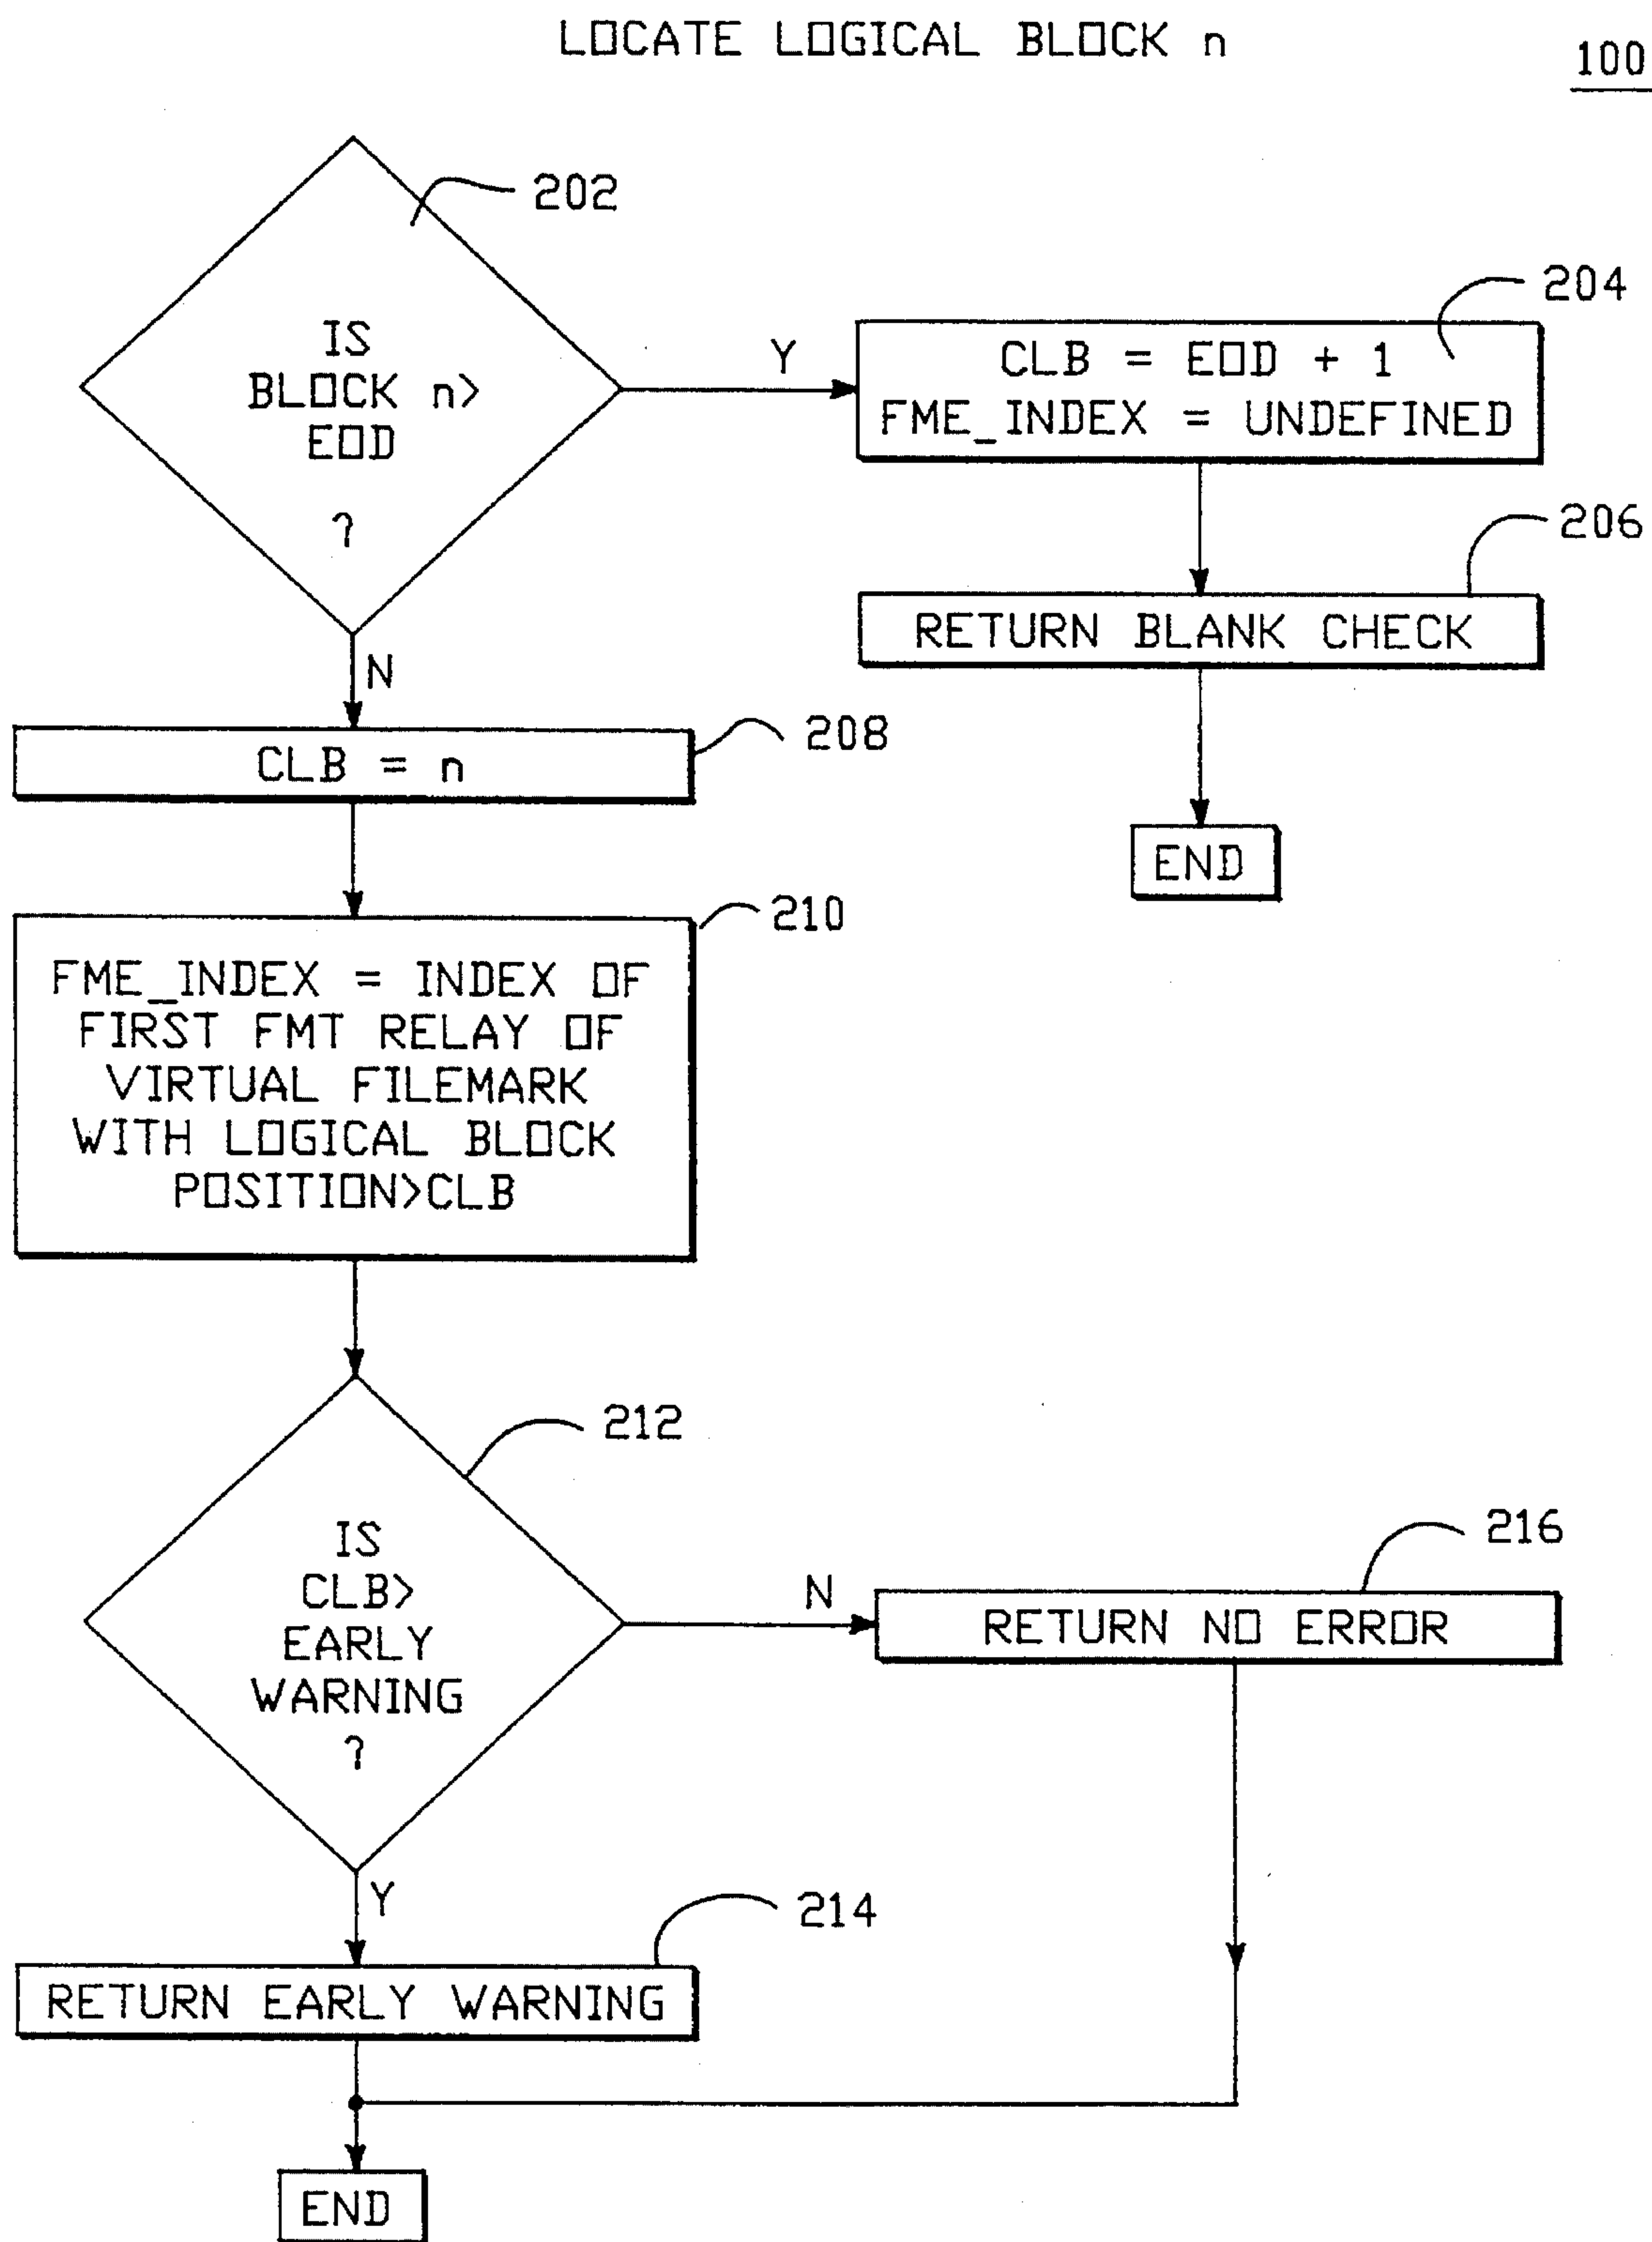 LOCATE LOGICAL BLOCK n
100
202
IS
BLOCK n>
EOD
?
Y
204
CLB = EOD + 1
FME_INDEX = UNDEFINED
206
RETURN BLANK CHECK
END
N
208
CLB = n
210
FME_INDEX = INDEX OF
FIRST FMT RELAY OF
VIRTUAL FILEMARK
WITH LOGICAL BLOCK
POSITION>CLB
212
IS
CLB>
EARLY
WARNING
?
N
216
RETURN NO ERROR
Y
214
RETURN EARLY WARNING
END